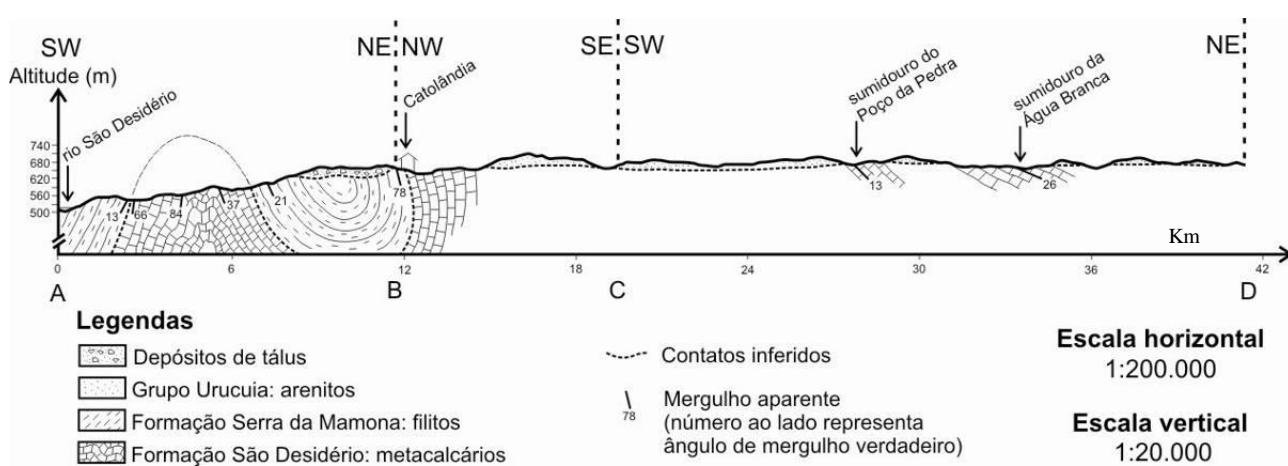 SW
NE NW
SE SW
NE
Altitude (m)
rio São Desidério
Catolândia
sumidouro do
Poço da Pedra
sumidouro da
Água Branca
740
680
620
560
500
13
66
84
37
21
78
13
26
Km
0
6
12
18
24
30
36
42
A
B
C
D
Legendas
Depósitos de tálus
Grupo Urucuia: arenitos
Formação Serra da Mamona: filitos
Formação São Desidério: metacalcários
Contatos inferidos
78
Mergulho aparente
(número ao lado representa
ângulo de mergulho verdadeiro)
Escala horizontal
1:200.000
Escala vertical
1:20.000